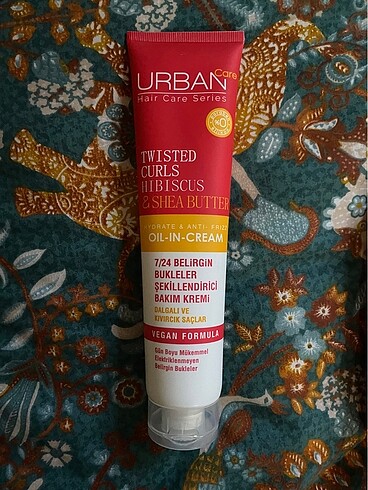 URBAN Care
Hair Care Series
TWISTED
CURLS
HIBISCUS
& SHEA BUTTER
HYDRATE & ANTI- FRIZZ
OIL-IN-CREAM
7/24 BELİRGİN
BUKLELER
ŞEKİLLENDİRİCİ
BAKIM KREMİ
DALGALI VE
KIVIRCIK SAÇLAR
VEGAN FORMULA
Gün Boyu Mükemmel
Elektriklenmeyen
Belirgin Bukleler